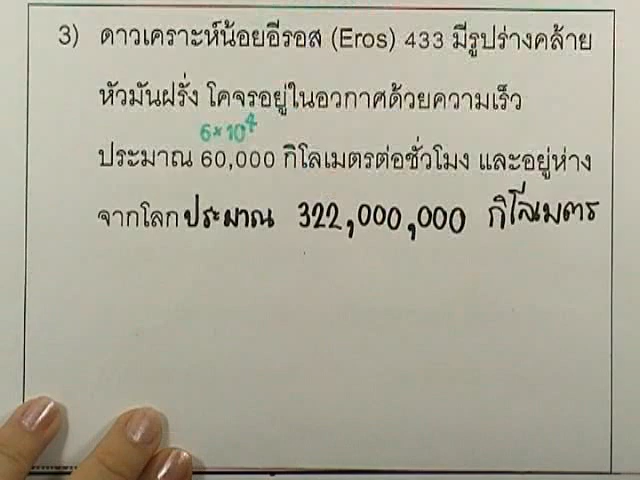 3) ดาวเคราะห์น้อยอีรอส (Eros) 433 มีรูปร่างคล้าย
หัวมันฝรั่ง โคจรอยู่ในอวกาศด้วยความเร็ว
6×10⁴
ประมาณ 60,000 กิโลเมตรต่อชั่วโมง และอยู่ห่าง
จากโลกประมาณ 322,000,000 กิโลเมตร